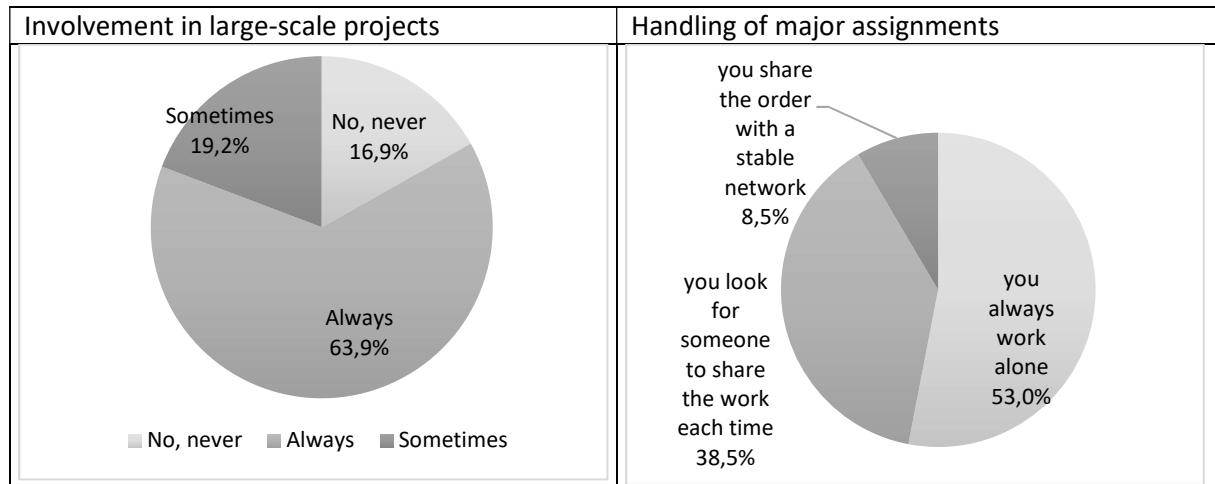 Involvement in large-scale projects
Sometimes
19,2%
No, never
16,9%
Always
63,9%
No, never
Always
Sometimes
Handling of major assignments
you share
the order
with a
stable
network
8,5%
you look
for
someone
to share
the work
each time
38,5%
you
always
work
alone
53,0%